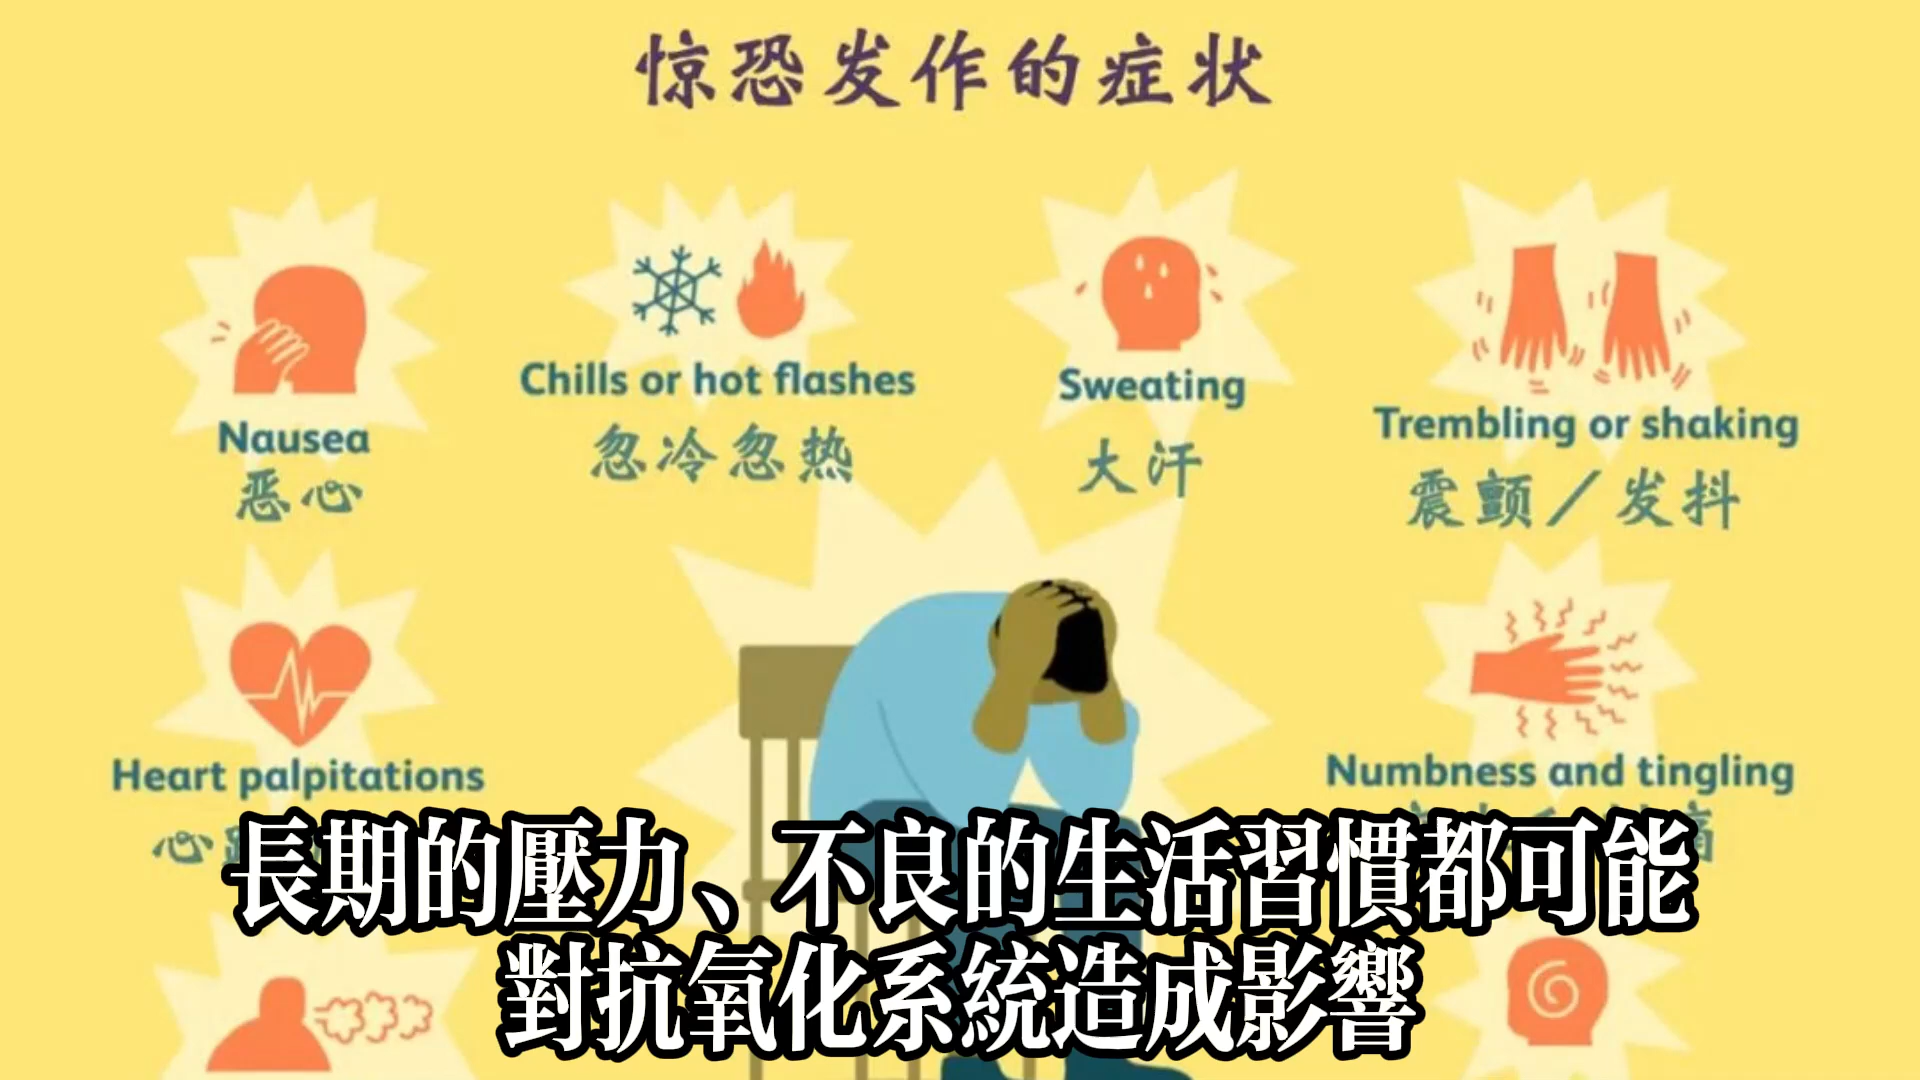 惊恐发作的症状
Nausea
恶心
Chills or hot flashes
忽冷忽热
Sweating
大汗
Trembling or shaking
震颤／发抖
Heart palpitations
心
Numbness and tingling
長期的壓力、不良的生活習慣都可能
對抗氧化系統造成影響